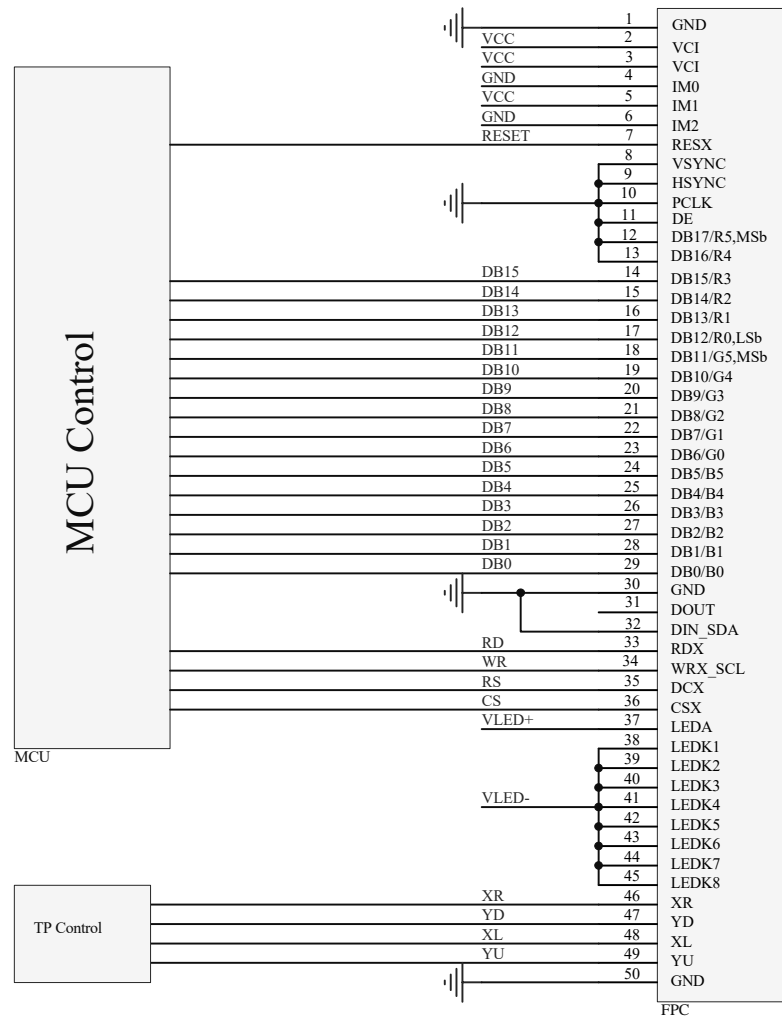 1 GND
VCC 2 VCI
VCC 3 VCI
GND 4 IM0
VCC 5 IM1
GND 6 IM2
RESET 7 RESX
8 VSYNC
9 HSYNC
10 PCLK
11 DE
12 DB17/R5,MSb
13 DB16/R4
DB15 14 DB15/R3
DB14 15 DB14/R2
DB13 16 DB13/R1
DB12 17 DB12/R0,LSb
DB11 18 DB11/G5,MSb
DB10 19 DB10/G4
DB9 20 DB9/G3
DB8 21 DB8/G2
DB7 22 DB7/G1
DB6 23 DB6/G0
DB5 24 DB5/B5
DB4 25 DB4/B4
DB3 26 DB3/B3
DB2 27 DB2/B2
DB1 28 DB1/B1
DB0 29 DB0/B0
30 GND
31 DOUT
32 DIN_SDA
RD 33 RDX
WR 34 WRX_SCL
RS 35 DCX
CS 36 CSX
VLED+ 37 LEDA
38 LEDK1
39 LEDK2
40 LEDK3
VLED- 41 LEDK4
42 LEDK5
43 LEDK6
44 LEDK7
45 LEDK8
XR 46 XR
YD 47 YD
XL 48 XL
YU 49 YU
50 GND
FPC
MCU Control
MCU
TP Control